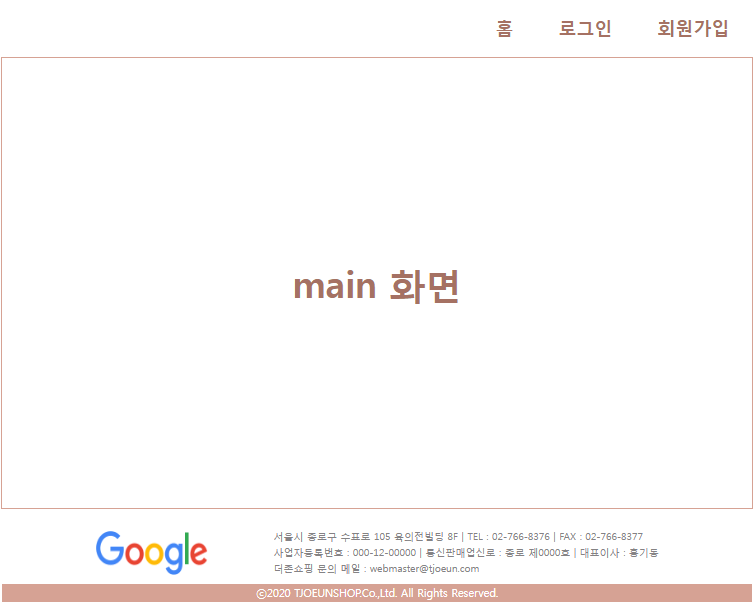 홈 로그인 회원가입
main 화면
Google
서울시 종로구 수표로 105 육의전빌딩 8F | TEL : 02-766-8376 | FAX : 02-766-8377
사업자등록번호 : 000-12-00000 | 통신판매업신로 : 종로 제0000호 | 대표이사 : 홍기동
더존쇼핑 문의 메일 : webmaster@tjoeun.com
ⓒ2020 TJOEUNSHOP.Co.,Ltd. All Rights Reserved.